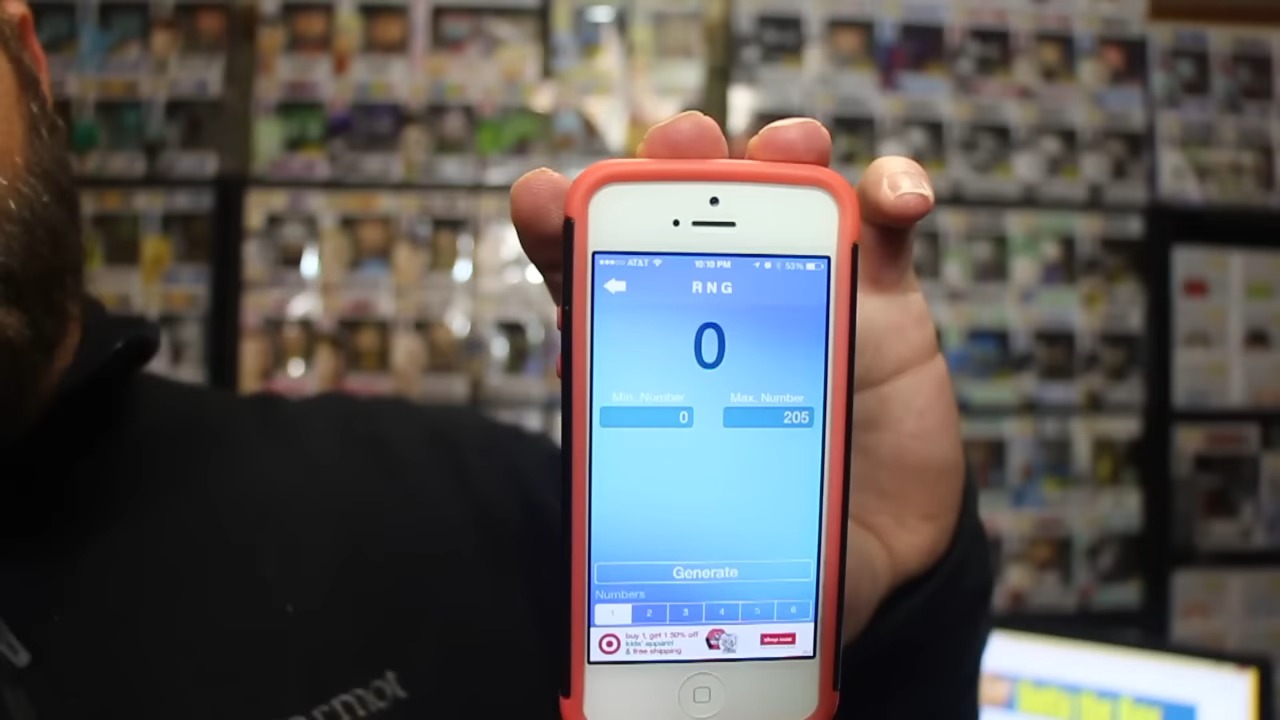 AT&T 10:10 PM 53%
RNG
0
Min. Number Max. Number
0 205
Generate
Numbers
1 2 3 4 5 6
buy 1, get 1 50% off
kids' apparel
& free shipping
shop now